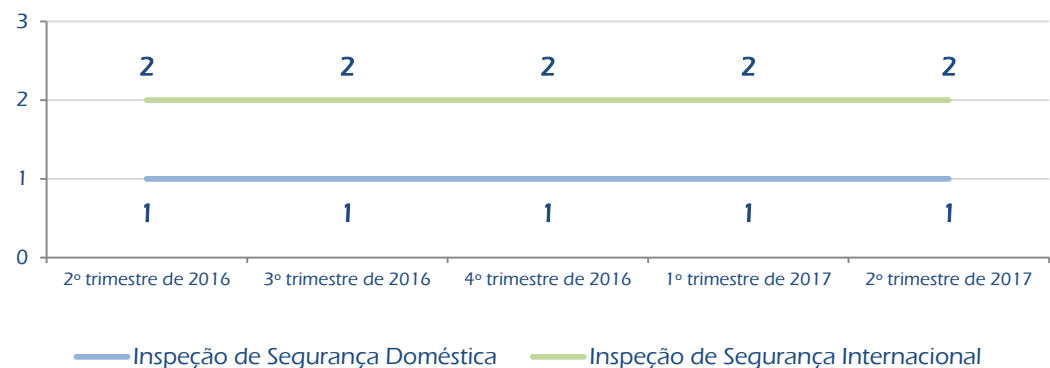 3
2 2 2 2 2
2
1
1 1 1 1 1
0
2º trimestre de 2016 3º trimestre de 2016 4º trimestre de 2016 1º trimestre de 2017 2º trimestre de 2017
Inspeção de Segurança Doméstica Inspeção de Segurança Internacional